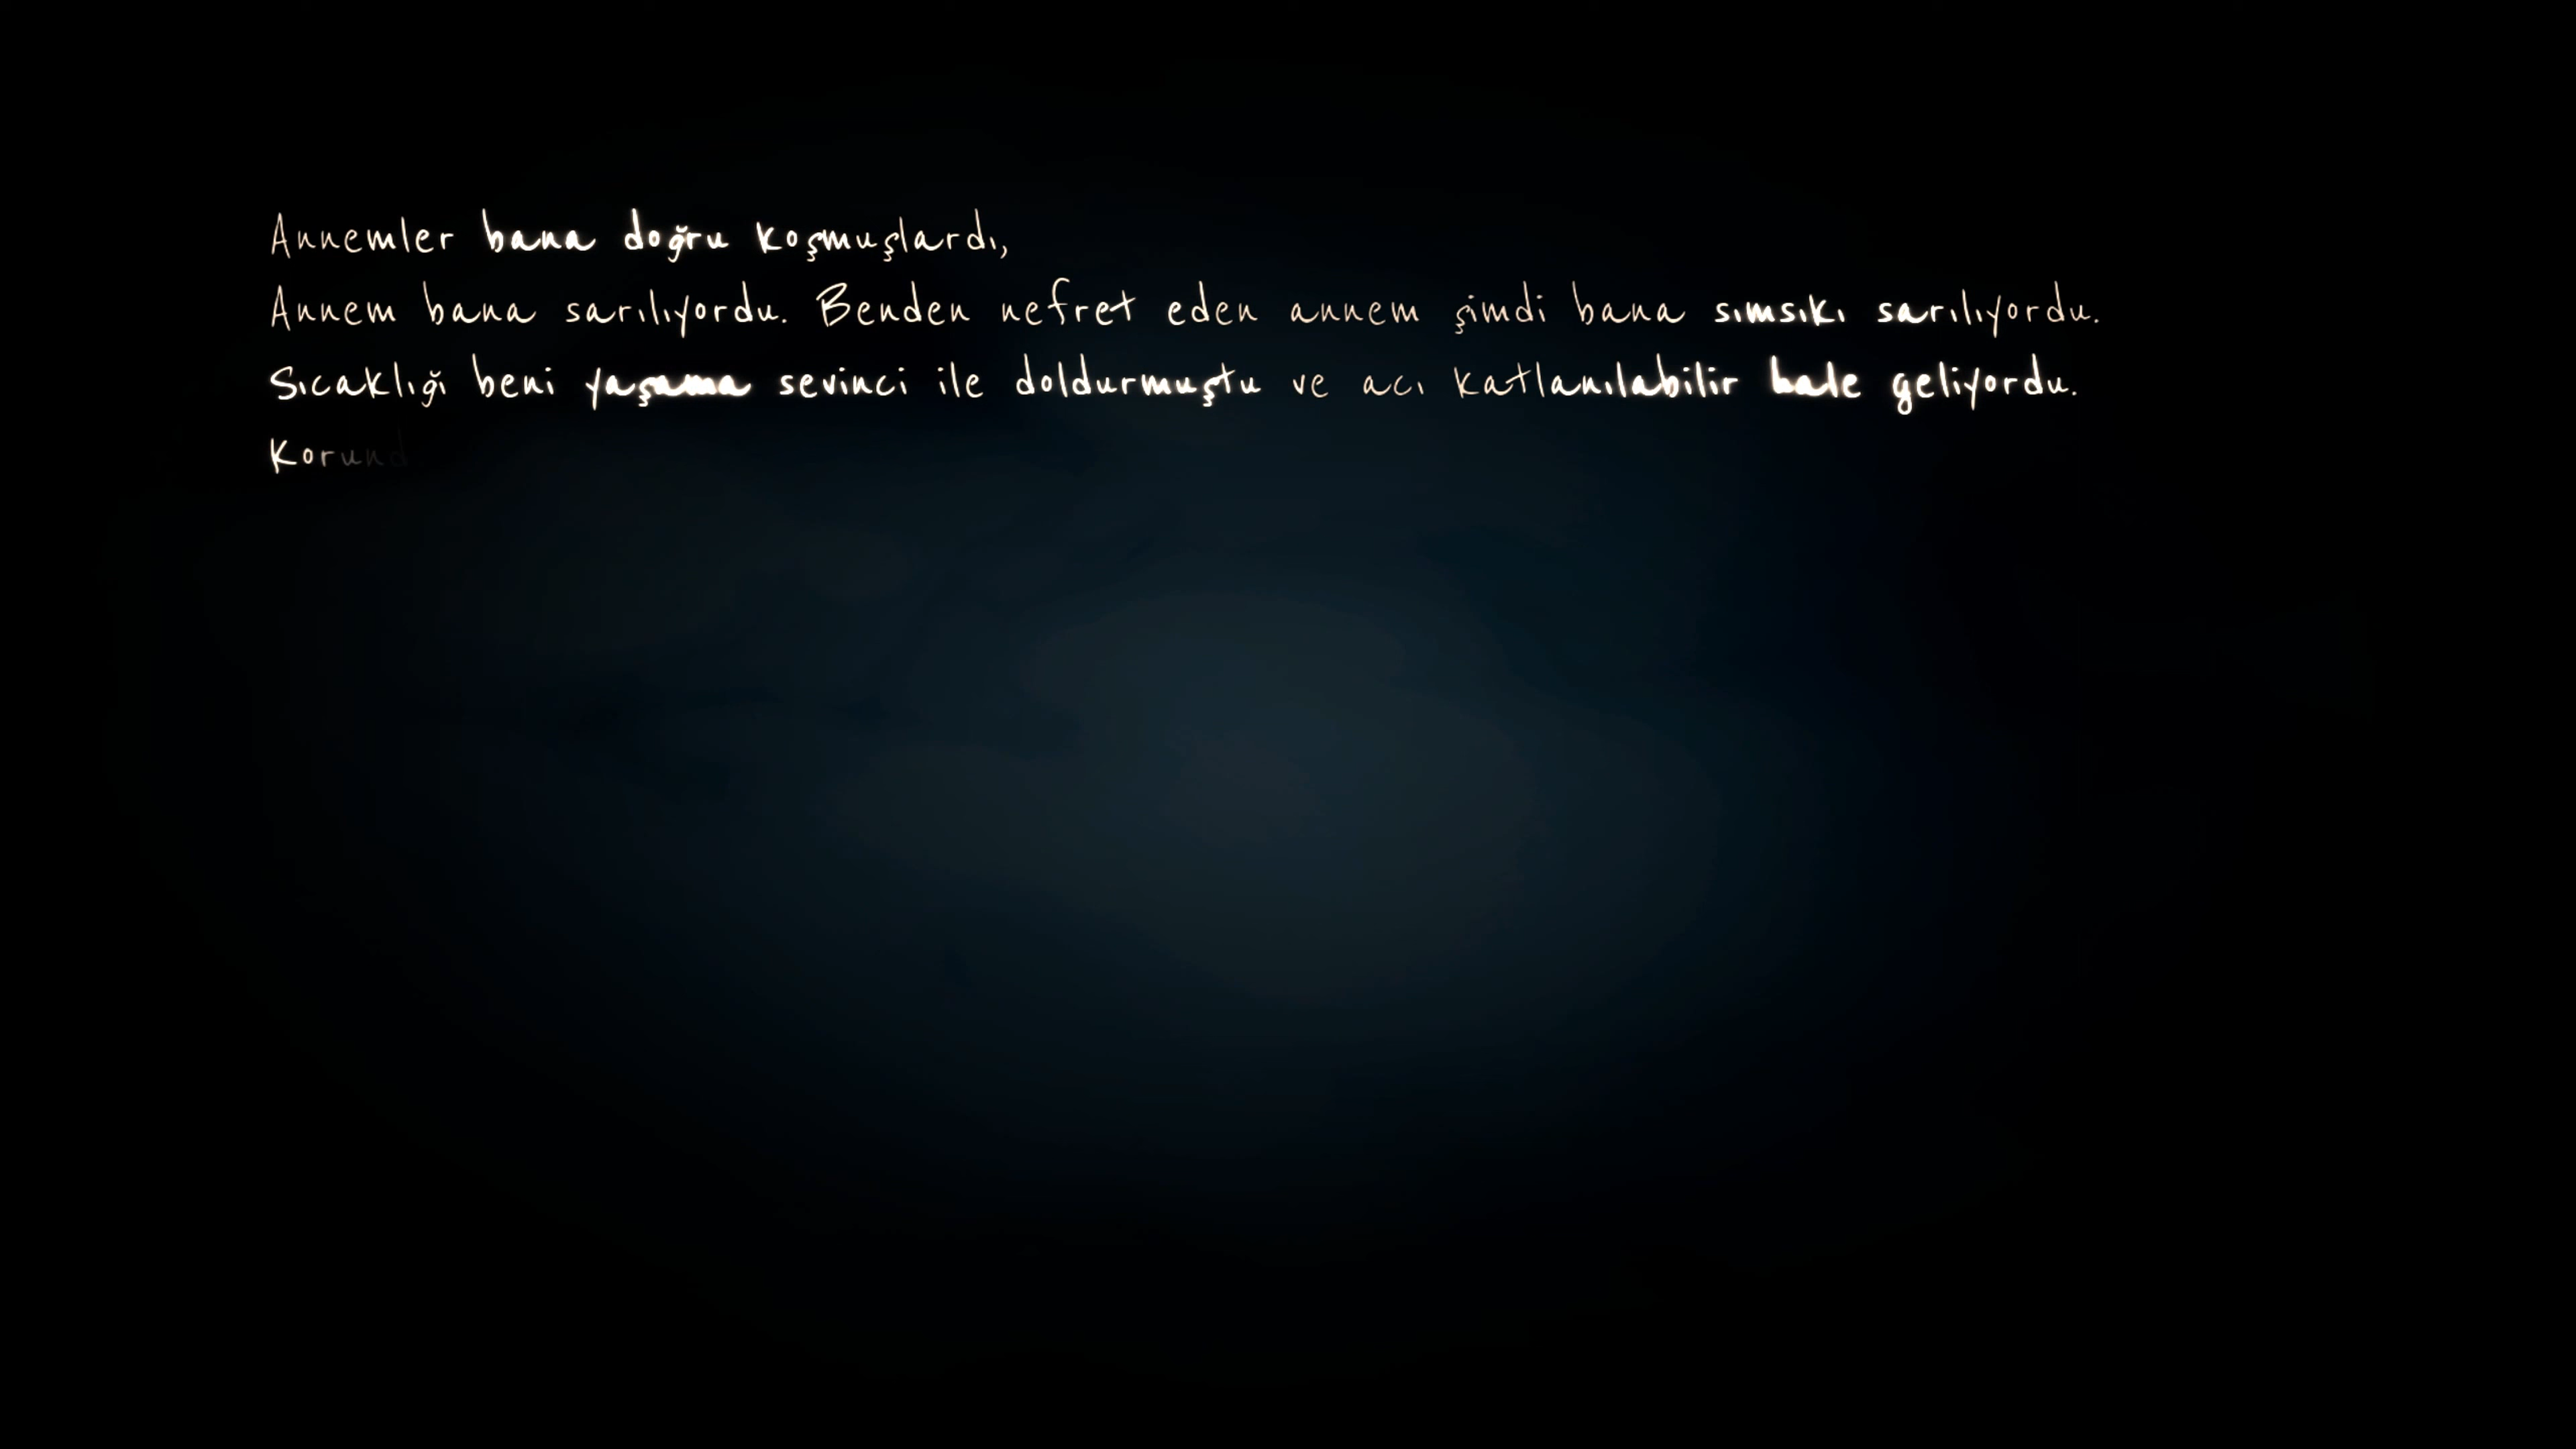 Annemler bana doğru koşmuşlardı,
Annem bana sarılıyordu. Benden nefret eden annem şimdi bana sımsıkı sarılıyordu.
Sıcaklığı beni yaşama sevinci ile doldurmuştu ve acı katlanılabilir hale geliyordu.
Korund